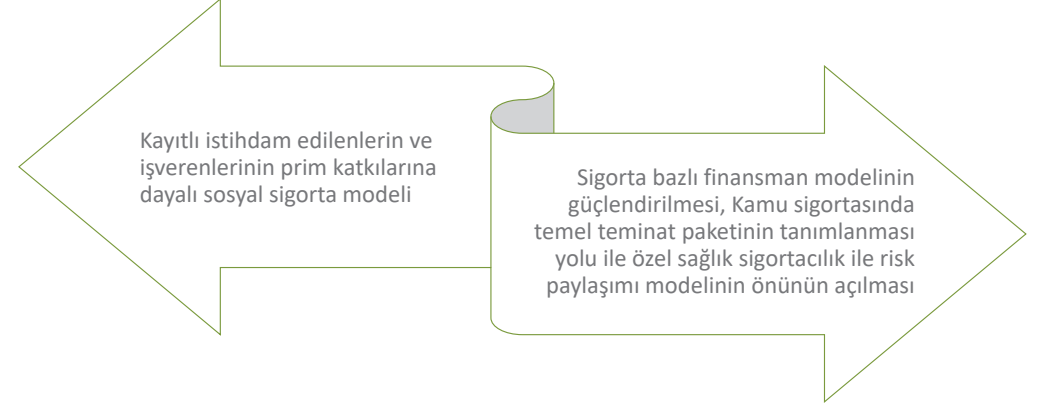 Kayıtlı istihdam edilenlerin ve
işverenlerinin prim katkılarına
dayalı sosyal sigorta modeli
Sigorta bazlı finansman modelinin
güçlendirilmesi, Kamu sigortasında
temel teminat paketinin tanımlanması
yolu ile özel sağlık sigortacılık ile risk
paylaşımı modelinin önünün açılması